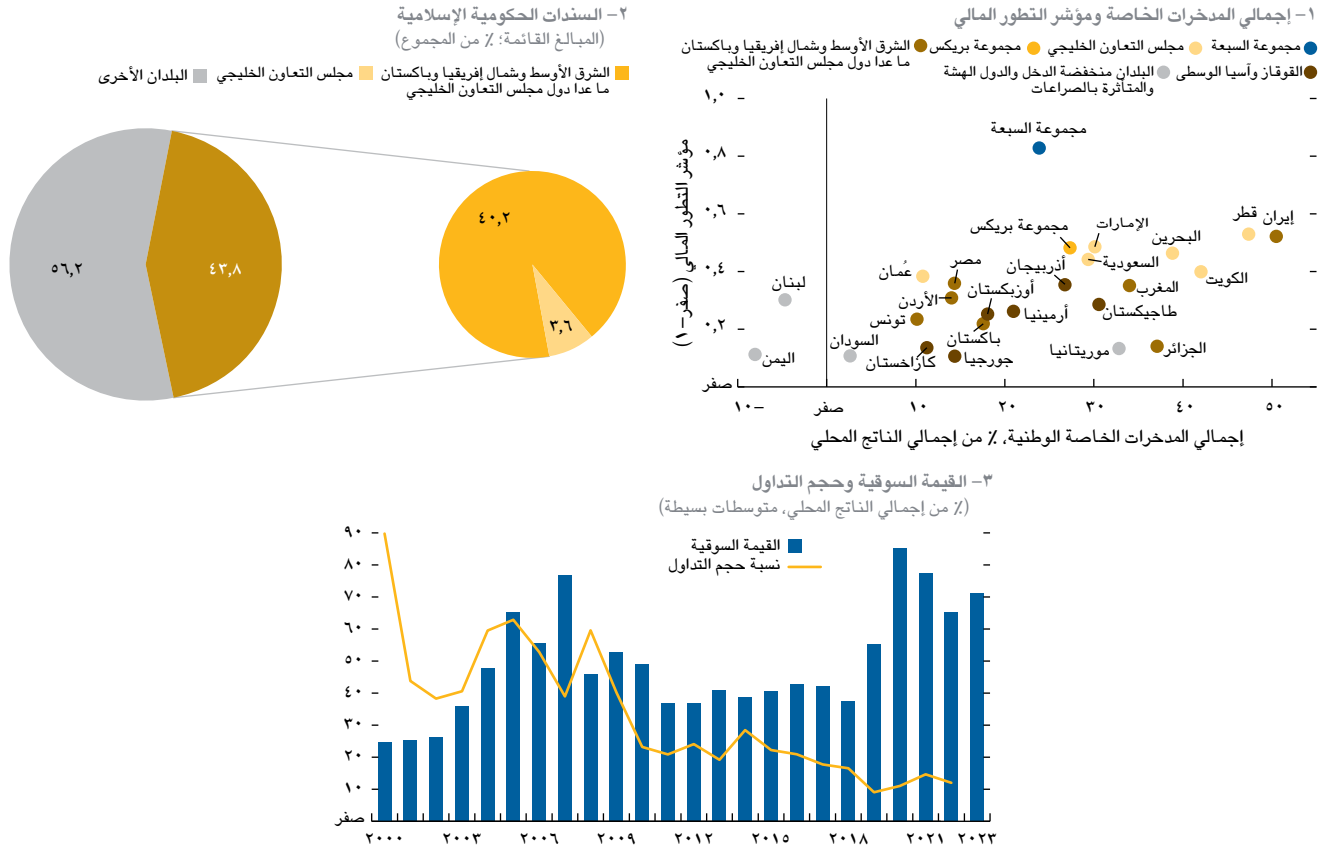 ١- إجمالي المدخرات الخاصة ومؤشر التطور المالي
مجموعة السبعة
مجلس التعاون الخليجي
مجموعة بريكس
الشرق الأوسط وشمال إفريقيا وباكستان
ما عدا دول مجلس التعاون الخليجي
القوقاز وآسيا الوسطى
البلدان منخفضة الدخل والدول الهشة
والمتأثرة بالصراعات
مؤشر التطور المالي (صفر-١)
١,٠
٠,٨
٠,٦
٠,٤
٠,٢
صفر
مجموعة السبعة
إيران
قطر
الإمارات
مجموعة بريكس
البحرين
السعودية
الكويت
أذربيجان
المغرب
مصر
عُمان
لبنان
أوزبكستان
الأردن
طاجيكستان
أرمينيا
تونس
باكستان
السودان
اليمن
الجزائر
موريتانيا
جورجيا
كازاخستان
١٠-
صفر
١٠
٢٠
٣٠
٤٠
٥٠
إجمالي المدخرات الخاصة الوطنية، ٪ من إجمالي الناتج المحلي
٢- السندات الحكومية الإسلامية
(المبالغ القائمة؛ ٪ من المجموع)
الشرق الأوسط وشمال إفريقيا وباكستان
ما عدا دول مجلس التعاون الخليجي
مجلس التعاون الخليجي
البلدان الأخرى
٤٠,٢
٣,٦
٤٣,٨
٥٦,٢
٣- القيمة السوقية وحجم التداول
(٪ من إجمالي الناتج المحلي، متوسطات بسيطة)
القيمة السوقية
نسبة حجم التداول
٩٠
٨٠
٧٠
٦٠
٥٠
٤٠
٣٠
٢٠
١٠
صفر
٢٠٠٠
٢٠٠٣
٢٠٠٦
٢٠٠٩
٢٠١٢
٢٠١٥
٢٠١٨
٢٠٢١
٢٠٢٣